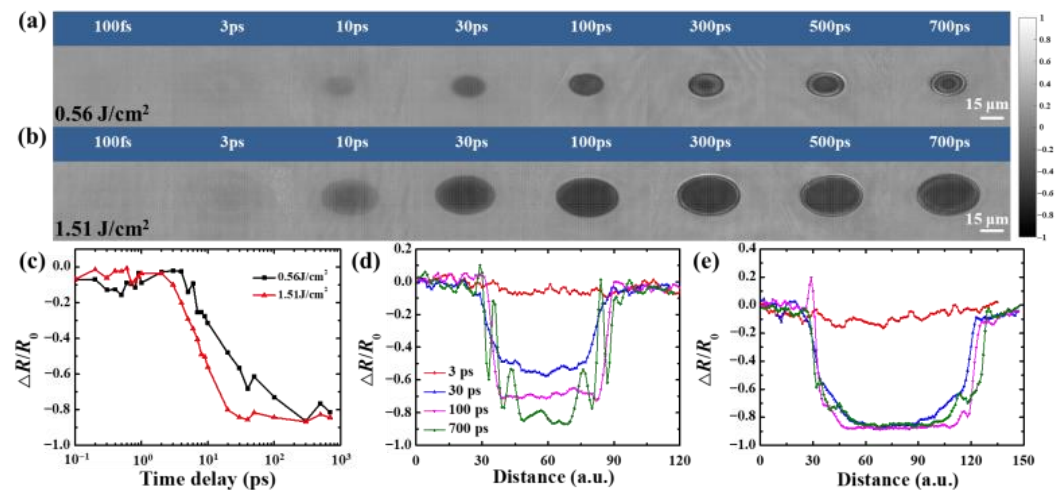 (a) 100fs 3ps 10ps 30ps 100ps 300ps 500ps 700ps
0.56 J/cm²
15 μm
(b) 100fs 3ps 10ps 30ps 100ps 300ps 500ps 700ps
1.51 J/cm²
15 μm
1
0.8
0.6
0.4
0.2
0
−0.2
−0.4
−0.6
−0.8
−1
(c)
0.0
−0.2
−0.4
−0.6
−0.8
−1.0
△R/R₀
0.56J/cm²
1.51J/cm²
10⁻¹ 10⁰ 10¹ 10² 10³
Time delay (ps)
(d)
0.2
0.0
−0.2
−0.4
−0.6
−0.8
−1.0
△R/R₀
3 ps
30 ps
100 ps
700 ps
0 30 60 90 120
Distance (a.u.)
(e)
0.4
0.2
0.0
−0.2
−0.4
−0.6
−0.8
−1.0
△R/R₀
0 30 60 90 120 150
Distance (a.u.)